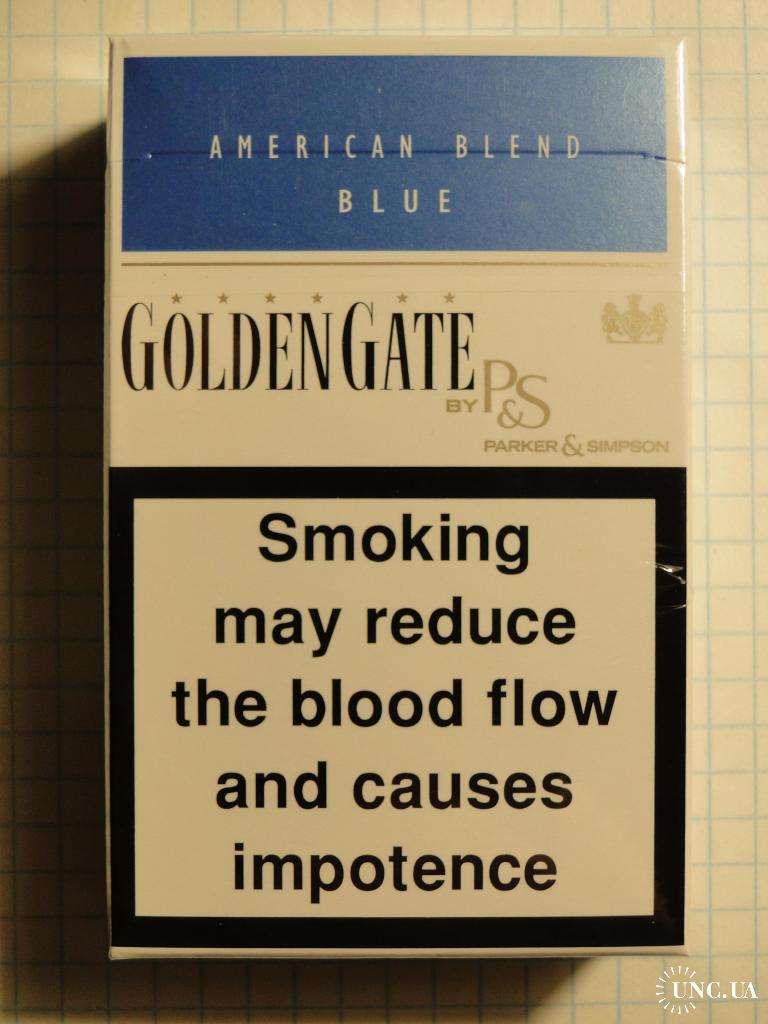 AMERICAN BLEND
BLUE
GOLDEN GATE
BY P&S
PARKER & SIMPSON
Smoking
may reduce
the blood flow
and causes
impotence
UNC.UA